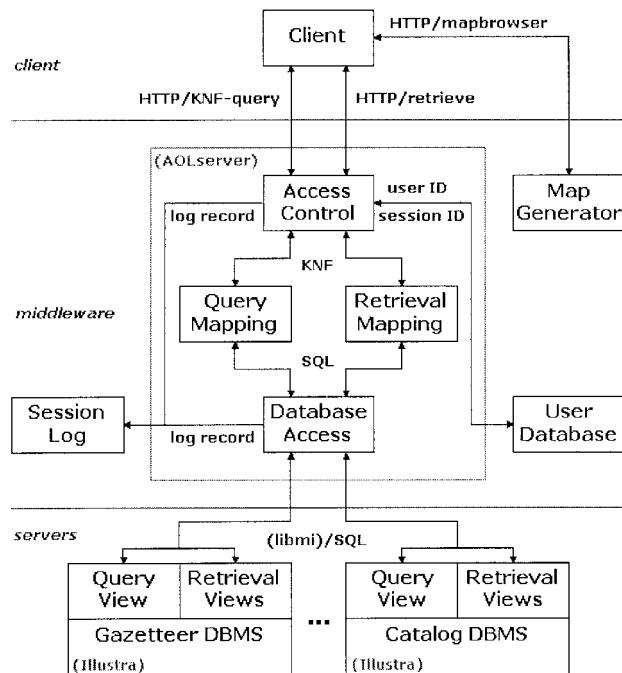 HTTP/mapbrowser
Client
client
HTTP/KNF-query
HTTP/retrieve
(AOLserver)
Access
Control
user ID
session ID
log record
Map
Generator
KNF
Query
Mapping
Retrieval
Mapping
middleware
SQL
Session
Log
log record
Database
Access
User
Database
servers
(libmi)/SQL
Query
View
Retrieval
Views
Gazetteer DBMS
(Illustra)
...
Query
View
Retrieval
Views
Catalog DBMS
(Illustra)